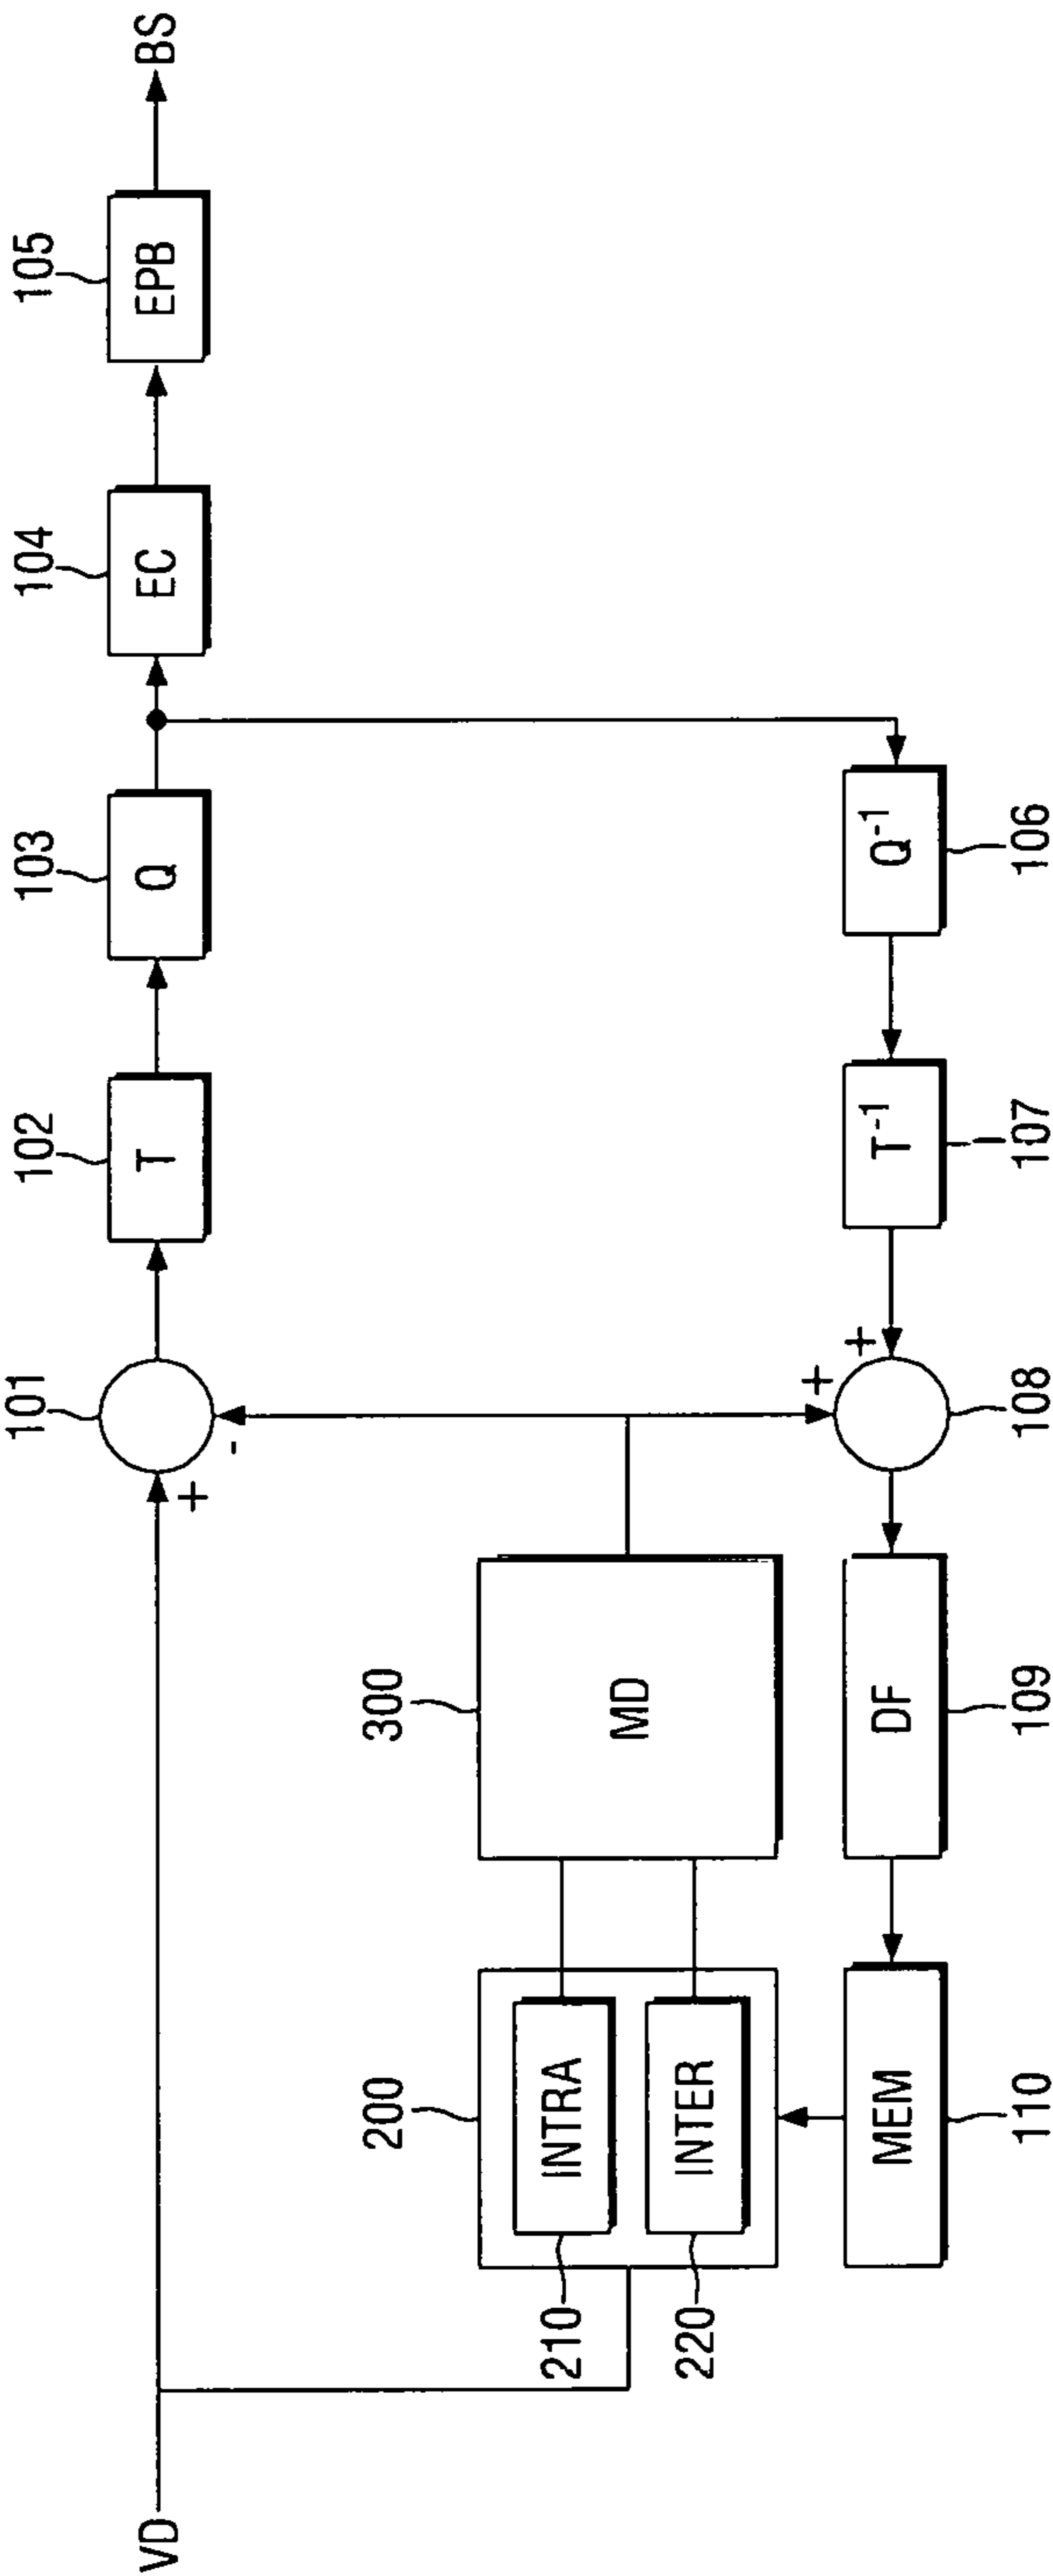 101
102
103
104
105
VD
+
-
T
Q
EC
EPB
BS
200
300
210
INTRA
MD
220
INTER
+
+
MEM
DF
T-1
Q-1
110
109
108
107
106